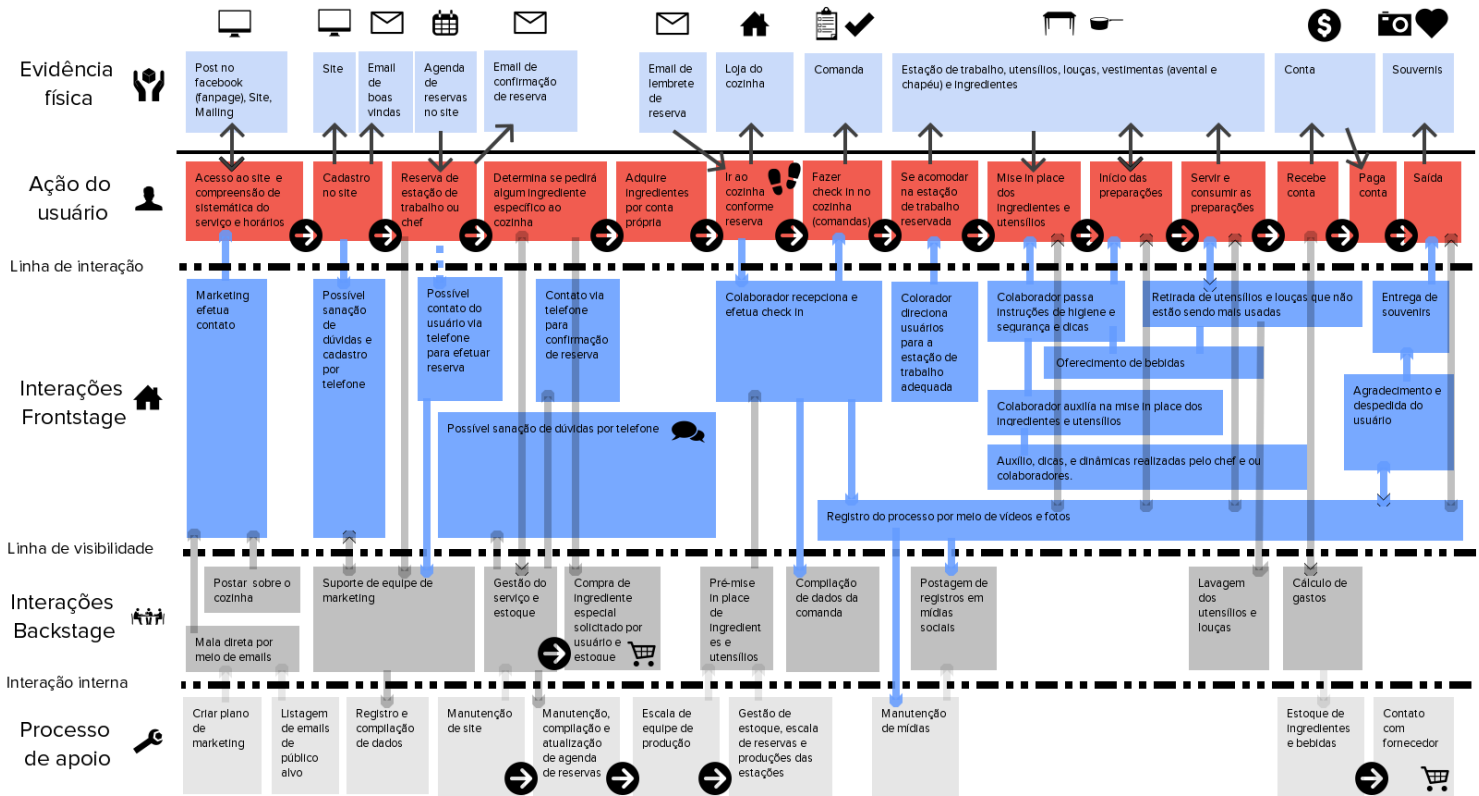 Evidência
física
Post no
facebook
(fanpage), Site,
Mailing
Site
Email de
boas
vindas
Agenda
de
reservas
no site
Email de
confirmação
de reserva
Email de
lembrete
de
reserva
Loja do
cozinha
Comanda
Estação de trabalho, utensílios, louças, vestimentas (avental e
chapéu) e ingredientes
Conta
Souvernis
Ação do
usuário
Acesso ao site e
compreensão de
sistemática do
serviço e horários
Cadastro
no site
Reserva de
estação de
trabalho ou
chef
Determina se pedirá
algum ingrediente
específico ao
cozinha
Adquire
ingredientes
por conta
própria
Ir ao
cozinha
conforme
reserva
Fazer
check in no
cozinha
(comandas)
Se acomodar
na estação
de trabalho
reservada
Mise in place
dos
ingredientes e
utensílios
Início das
preparações
Servir e
consumir as
preparações
Recebe
conta
Paga
conta
Saída
Linha de interação
Interações
Frontstage
Marketing
efetua
contato
Possível
sanação
de
dúvidas e
cadastro
por
telefone
Possível
contato do
usuário via
telefone
para efetuar
reserva
Contato via
telefone
para
confirmação
de reserva
Possível sanação de dúvidas por telefone
Colaborador recepciona e
efetua check in
Colorador
direciona
usuários
para a
estação de
trabalho
adequada
Colaborador passa
instruções de higiene e
segurança e dicas
Retirada de utensílios e louças que não
estão sendo mais usadas
Oferecimento de bebidas
Colaborador auxilía na mise in place dos
ingredientes e utensílios
Auxílio, dicas, e dinâmicas realizadas pelo chef e ou
colaboradores.
Registro do processo por meio de vídeos e fotos
Entrega de
souvenirs
Agradecimento e
despedida do
usuário
Linha de visibilidade
Interações
Backstage
Postar sobre o
cozinha
Mala direta por
meio de emails
Suporte de equipe de
marketing
Gestão do
serviço e
estoque
Compra de
ingrediente
especial
solicitado por
usuário e
estoque
Pré-mise
in place
de
ingredient
es e
utensílios
Compilação
de dados da
comanda
Postagem de
registros em
mídias
sociais
Lavagem
dos
utensílios e
louças
Cálculo de
gastos
Interação interna
Processo
de apoio
Criar plano
de
marketing
Listagem
de emails
de
público
alvo
Registro e
compilação
de dados
Manutenção
de site
Manutenção,
compilação e
atualização
de agenda
de reservas
Escala de
equipe de
produção
Gestão de
estoque, escala
de reservas e
produções das
estações
Manutenção
de mídias
Estoque de
ingredientes
e bebidas
Contato
com
fornecedor